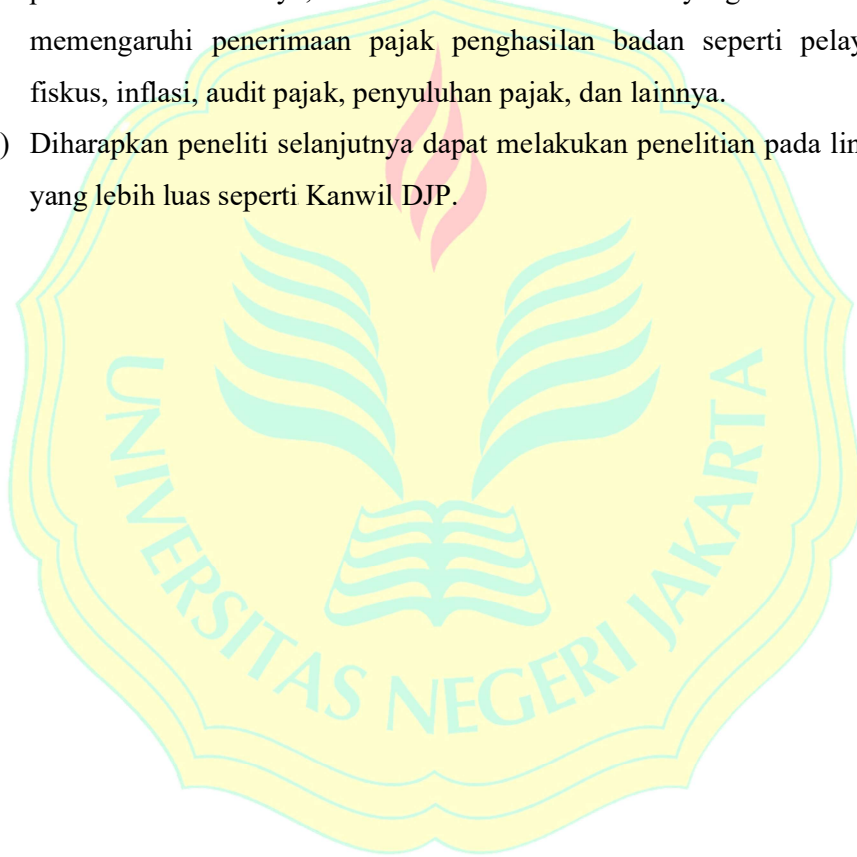 memengaruhi penerimaan pajak penghasilan badan seperti
fiskus, inflasi, audit pajak, penyuluhan pajak, dan lainnya.
) Diharapkan peneliti selanjutnya dapat melakukan penelitian pada
yang lebih luas seperti Kanwil DJP.
UNIVERSITAS NEGERI JAKARTA